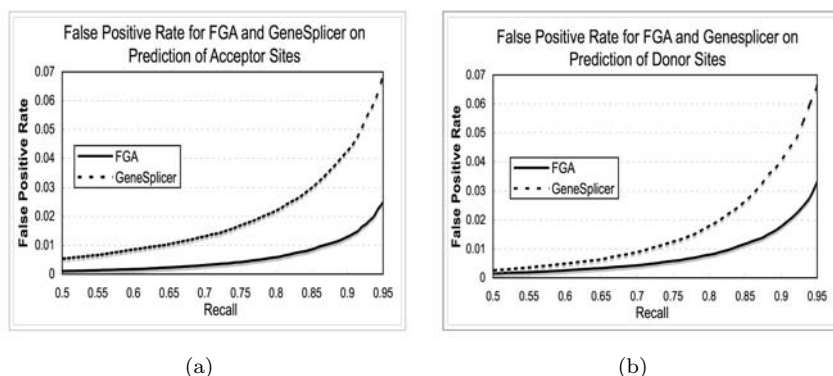 False Positive Rate for FGA and GeneSplicer on
Prediction of Acceptor Sites
False Positive Rate
0.07
0.06
0.05
0.04
0.03
0.02
0.01
0
FGA
GeneSplicer
0.5 0.55 0.6 0.65 0.7 0.75 0.8 0.85 0.9 0.95
Recall
(a)
False Positive Rate for FGA and Genesplicer on
Prediction of Donor Sites
False Positive Rate
0.07
0.06
0.05
0.04
0.03
0.02
0.01
0
FGA
GeneSplicer
0.5 0.55 0.6 0.65 0.7 0.75 0.8 0.85 0.9 0.95
Recall
(b)